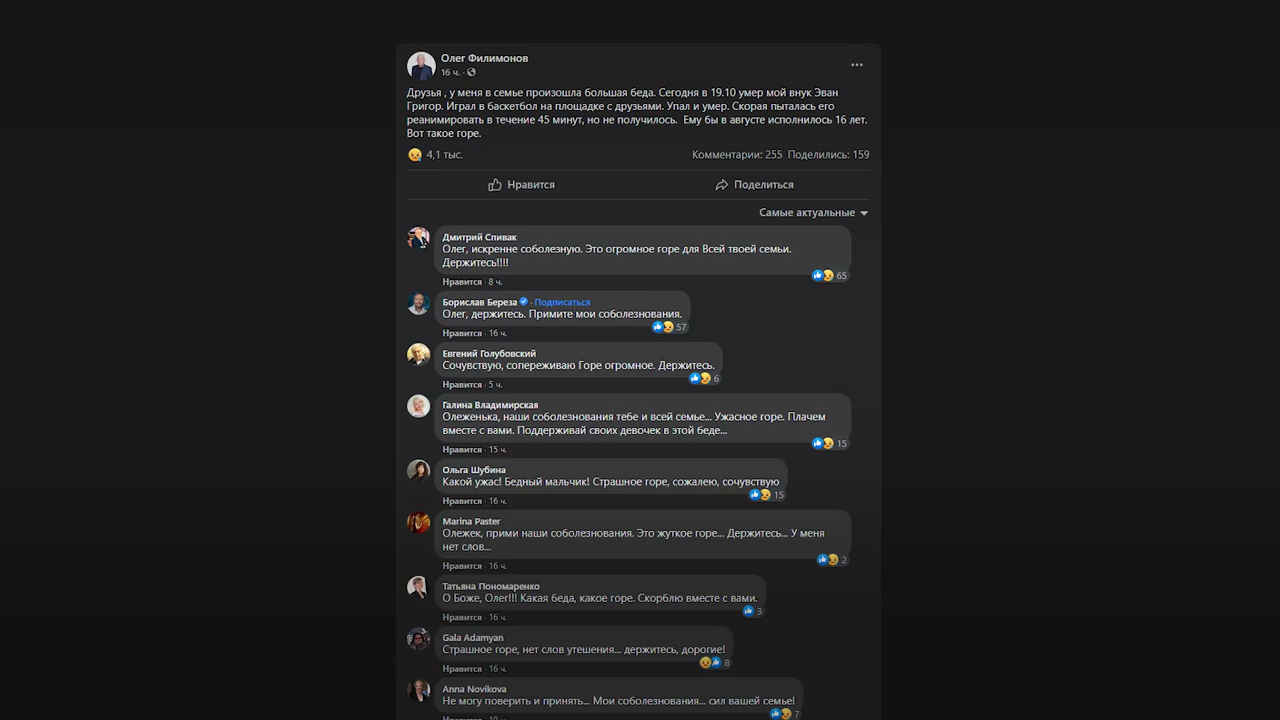 Олег Филимонов
16 ч. ·
Друзья , у меня в семье произошла большая беда. Сегодня в 19.10 умер мой внук Эван
Григор. Играл в баскетбол на площадке с друзьями. Упал и умер. Скорая пыталась его
реанимировать в течение 45 минут, но не получилось. Ему бы в августе исполнилось 16 лет.
Вот такое горе.
4,1 тыс.
Комментарии: 255 Поделились: 159
Нравится
Поделиться
Самые актуальные
Дмитрий Спивак
Олег, искренне соболезную. Это огромное горе для Всей твоей семьи.
Держитесь!!!!
65
Нравится · 8 ч.
Борислав Береза · Подписаться
Олег, держитесь. Примите мои соболезнования.
57
Нравится · 16 ч.
Евгений Голубовский
Сочувствую, сопереживаю Горе огромное. Держитесь.
6
Нравится · 5 ч.
Галина Владимирская
Олеженька, наши соболезнования тебе и всей семье... Ужасное горе. Плачем
вместе с вами. Поддерживай своих девочек в этой беде...
15
Нравится · 15 ч.
Ольга Шубина
Какой ужас! Бедный мальчик! Страшное горе, сожалею, сочувствую
15
Нравится · 16 ч.
Marina Paster
Олежек, прими наши соболезнования. Это жуткое горе... Держитесь... У меня
нет слов...
2
Нравится · 16 ч.
Татьяна Пономаренко
О Боже, Олег!!! Какая беда, какое горе. Скорблю вместе с вами.
3
Нравится · 16 ч.
Gala Adamyan
Страшное горе, нет слов утешения... держитесь, дорогие!
8
Нравится · 16 ч.
Anna Novikova
Не могу поверить и принять... Мои соболезнования... сил вашей семье!
7